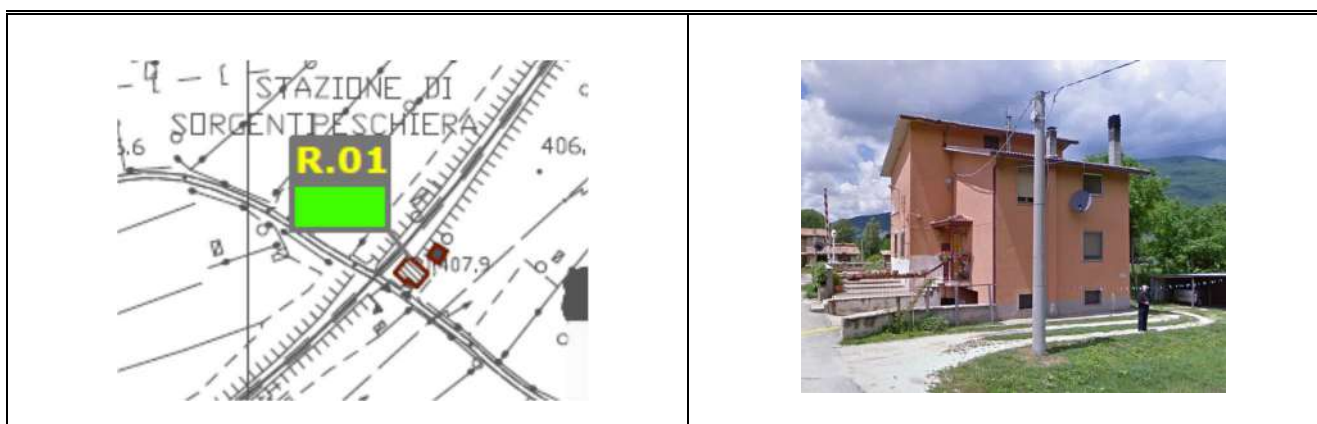 STAZIONE DI
SORGENTI PESCHIERA
R.01
406,
407,9